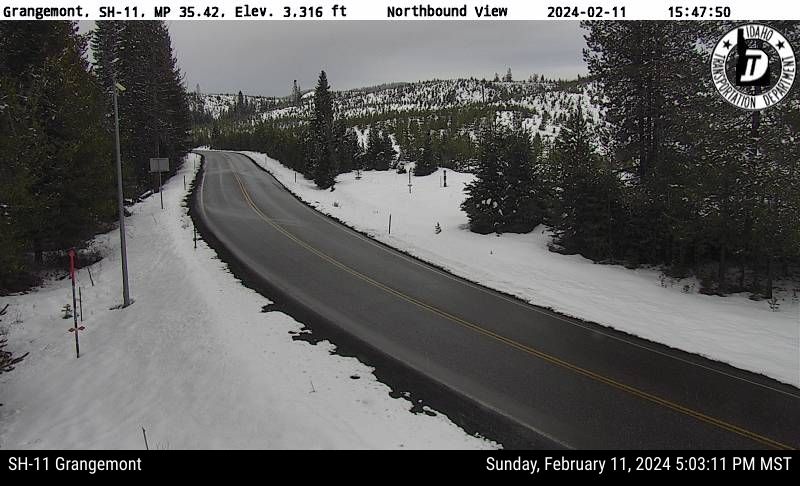 Grangemont, SH-11, MP 35.42, Elev. 3,316 ft Northbound View 2024-02-11 15:47:50
IDAHO
TRANSPORTATION DEPARTMENT
SH-11 Grangemont Sunday, February 11, 2024 5:03:11 PM MST